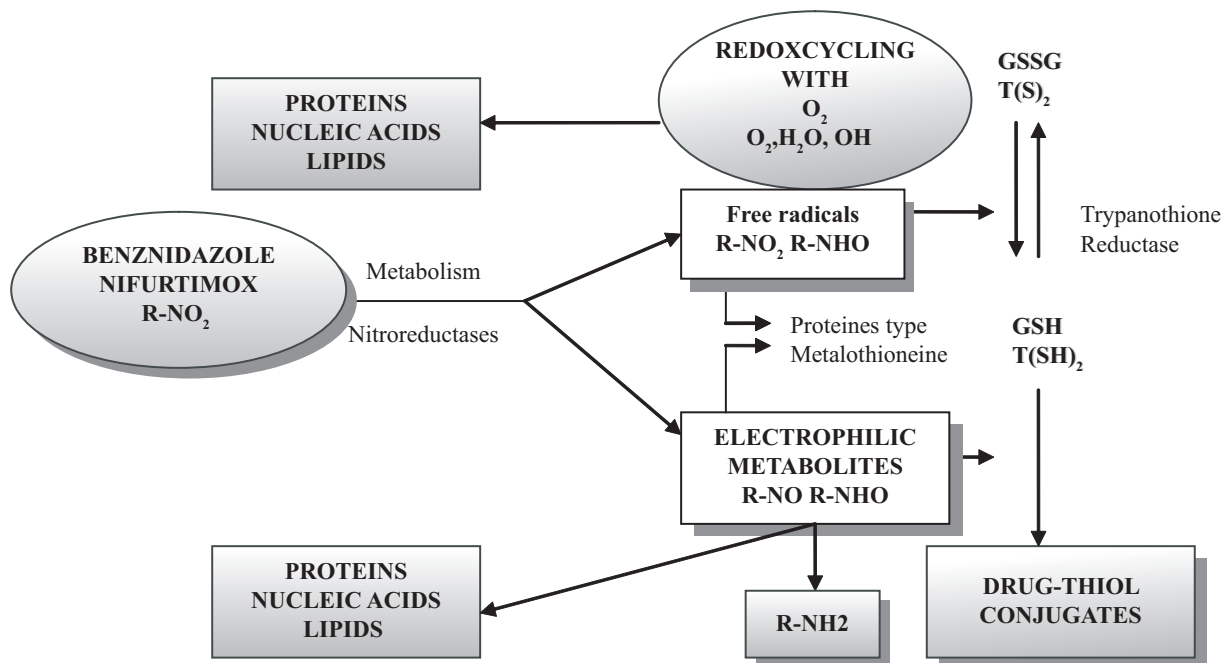 REDOXCYCLING
WITH
O₂
O₂,H₂O, OH
GSSG
T(S)₂
PROTEINS
NUCLEIC ACIDS
LIPIDS
Free radicals
R-NO₂ R-NHO
Trypanothione
Reductase
BENZNIDAZOLE
NIFURTIMOX
R-NO₂
Metabolism
Nitroreductases
Proteines type
Metalothioneine
GSH
T(SH)₂
ELECTROPHILIC
METABOLITES
R-NO R-NHO
PROTEINS
NUCLEIC ACIDS
LIPIDS
R-NH2
DRUG-THIOL
CONJUGATES